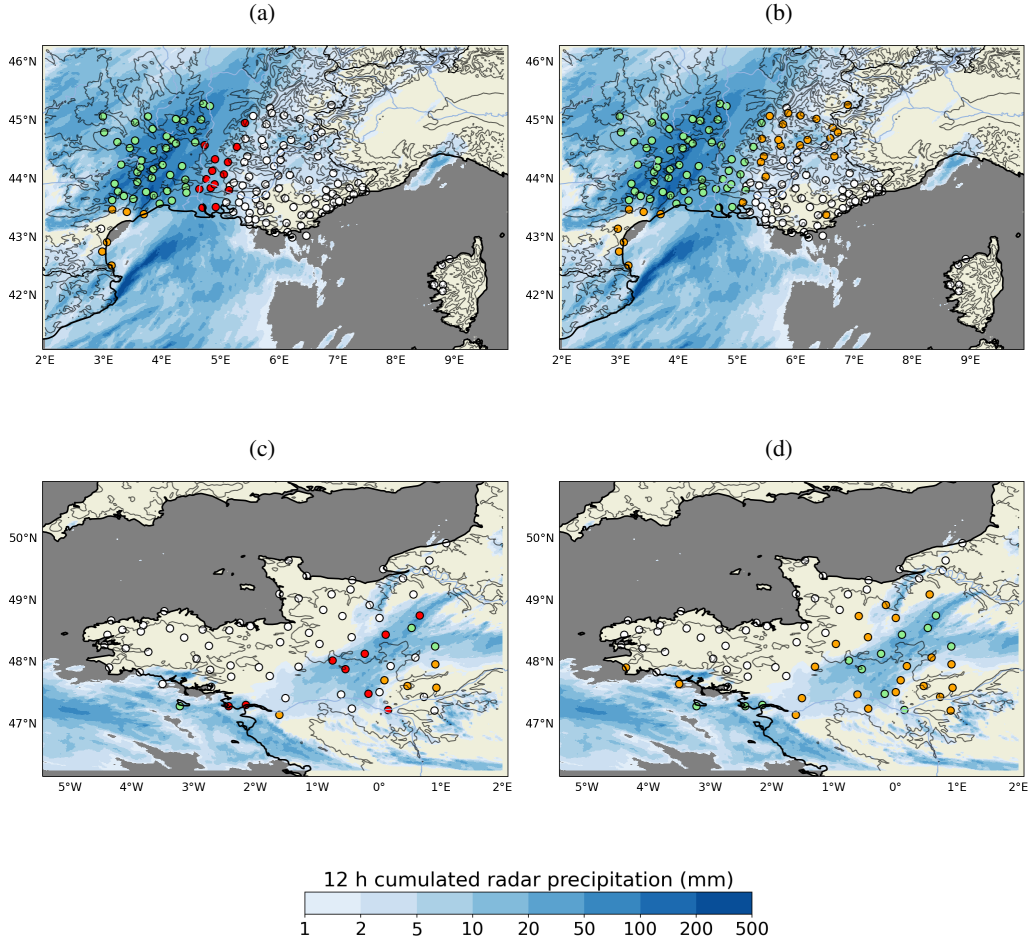 (a) (b)
46°N 46°N
45°N 45°N
44°N 44°N
43°N 43°N
42°N 42°N
2°E 3°E 4°E 5°E 6°E 7°E 8°E 9°E 2°E 3°E 4°E 5°E 6°E 7°E 8°E 9°E
(c) (d)
50°N 50°N
49°N 49°N
48°N 48°N
47°N 47°N
5°W 4°W 3°W 2°W 1°W 0° 1°E 5°W 4°W 3°W 2°W 1°W 0° 1°E 2°E
12 h cumulated radar precipitation (mm)
1 2 5 10 20 50 100 200 500